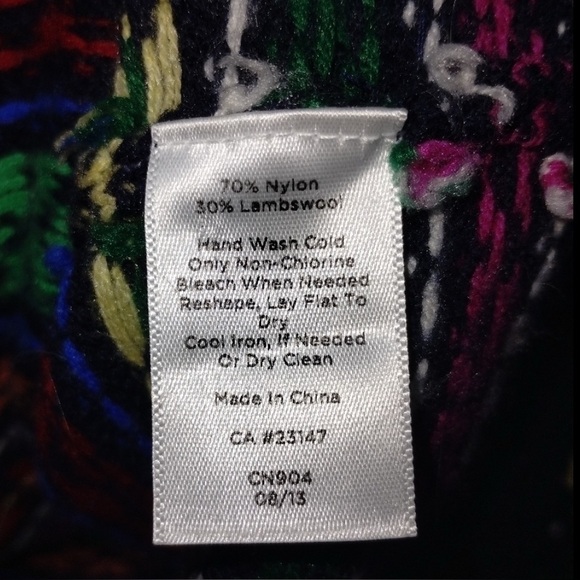 70% Nylon
30% Lambswool
Hand Wash Cold
Only Non-Chlorine
Bleach When Needed
Reshape, Lay Flat To
Dry
Cool Iron, If Needed
Or Dry Clean
Made In China
CA #23147
CN904
08/13